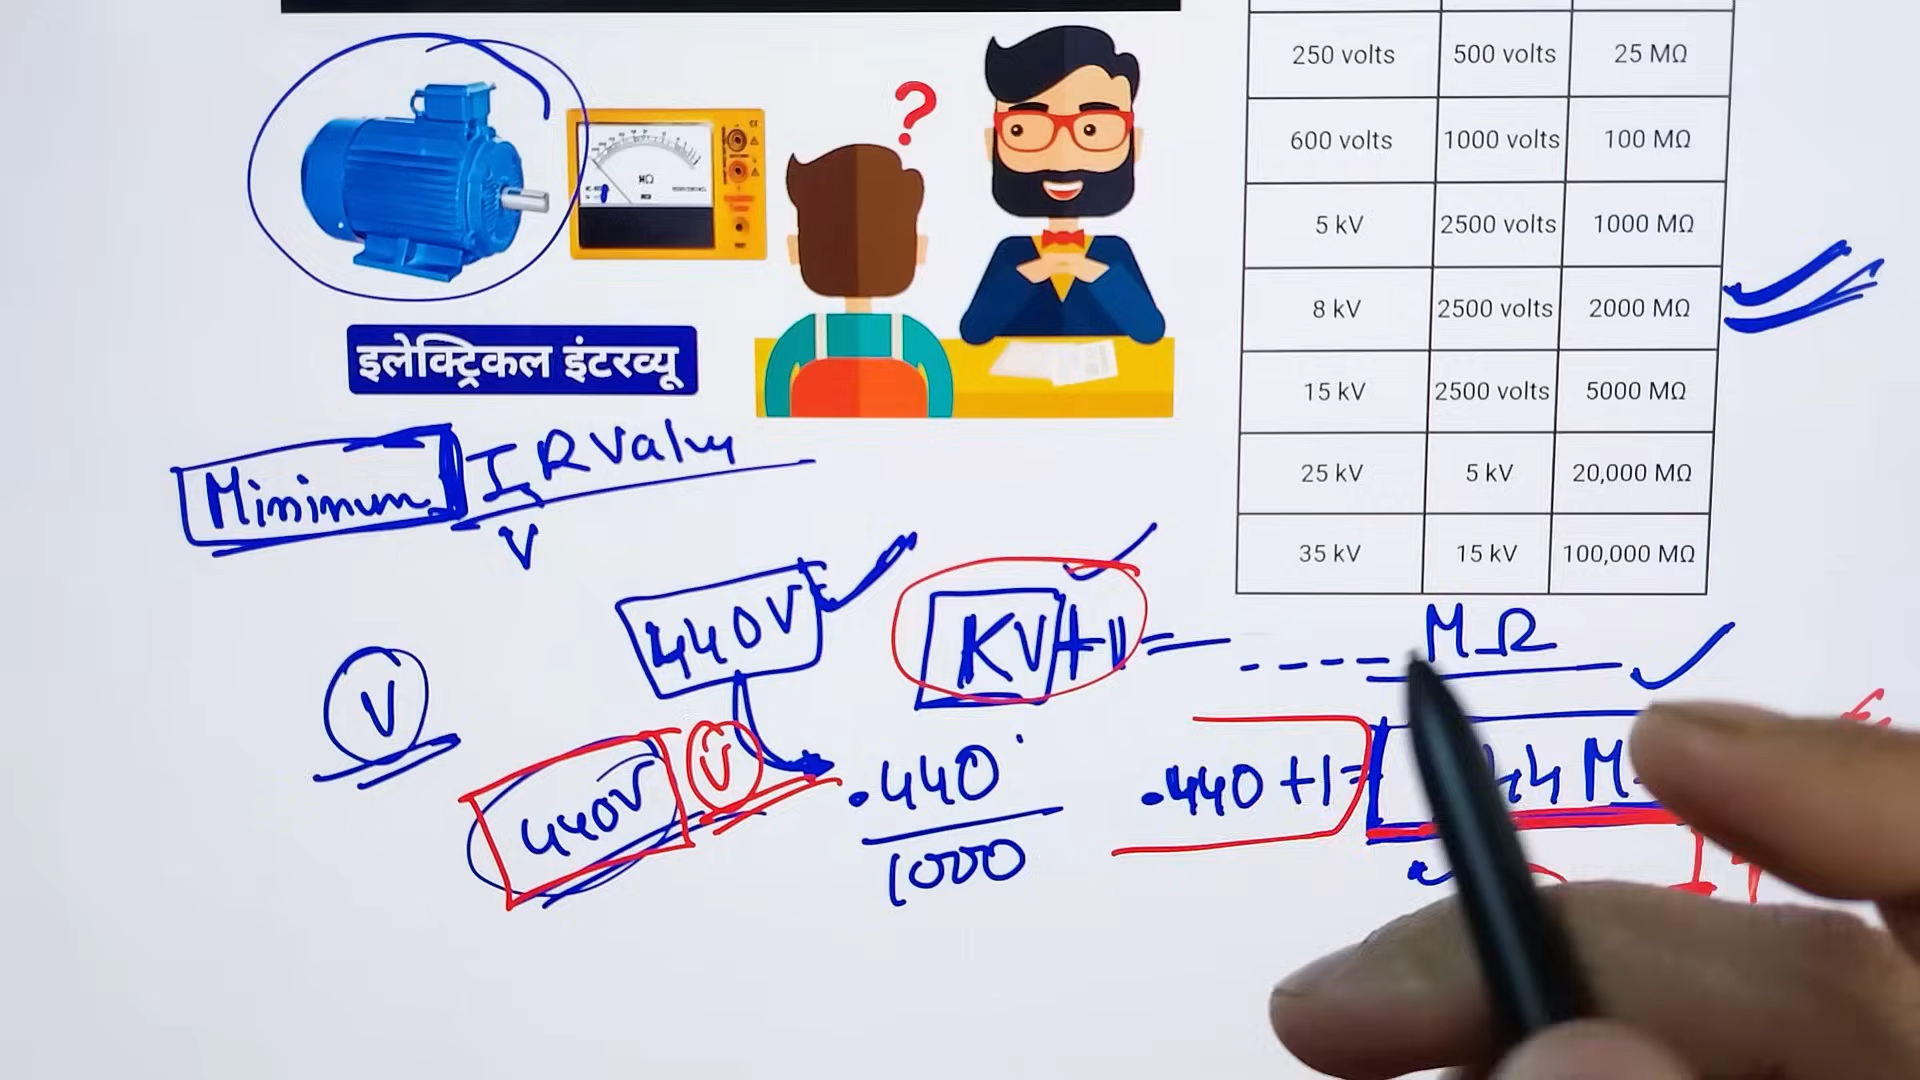 250 volts 500 volts 25 MΩ
600 volts 1000 volts 100 MΩ
5 kV 2500 volts 1000 MΩ
8 kV 2500 volts 2000 MΩ
15 kV 2500 volts 5000 MΩ
25 kV 5 kV 20,000 MΩ
35 kV 15 kV 100,000 MΩ
?
MΩ
इलेक्ट्रिकल इंटरव्यू
Mininum IR Value
V
440V KV+1 = ---- MΩ
V
440V V .440 .440+1=
1000